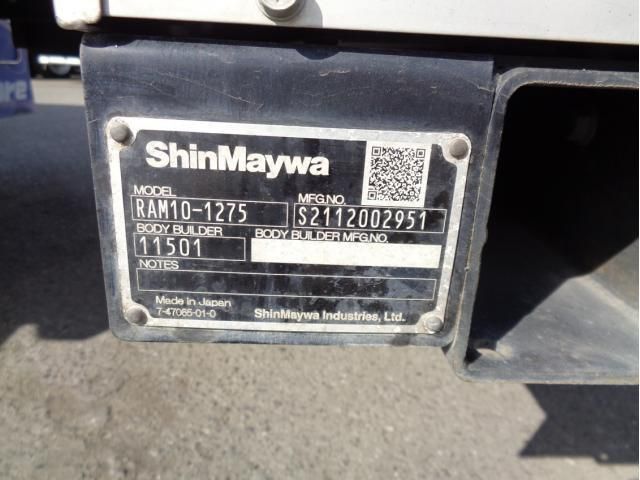 ShinMaywa
MODEL
RAM10-1275
MFG.NO.
S2112002951
BODY BUILDER
11501
BODY BUILDER MFG.NO.
NOTES
Made in Japan
7-47065-01-0
ShinMaywa Industries, Ltd.